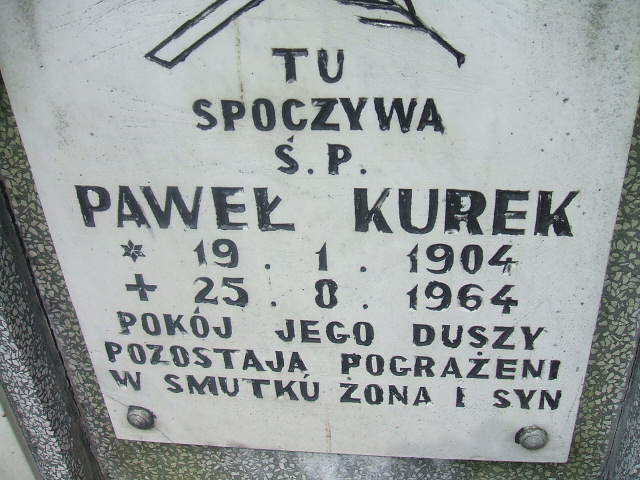 TU
SPOCZYWA
Ś.P.
PAWEŁ KUREK
* 19.1.1904
+ 25.8.1964
POKÓJ JEGO DUSZY
POZOSTAJĄ POGRĄŻENI
W SMUTKU ŻONA I SYN